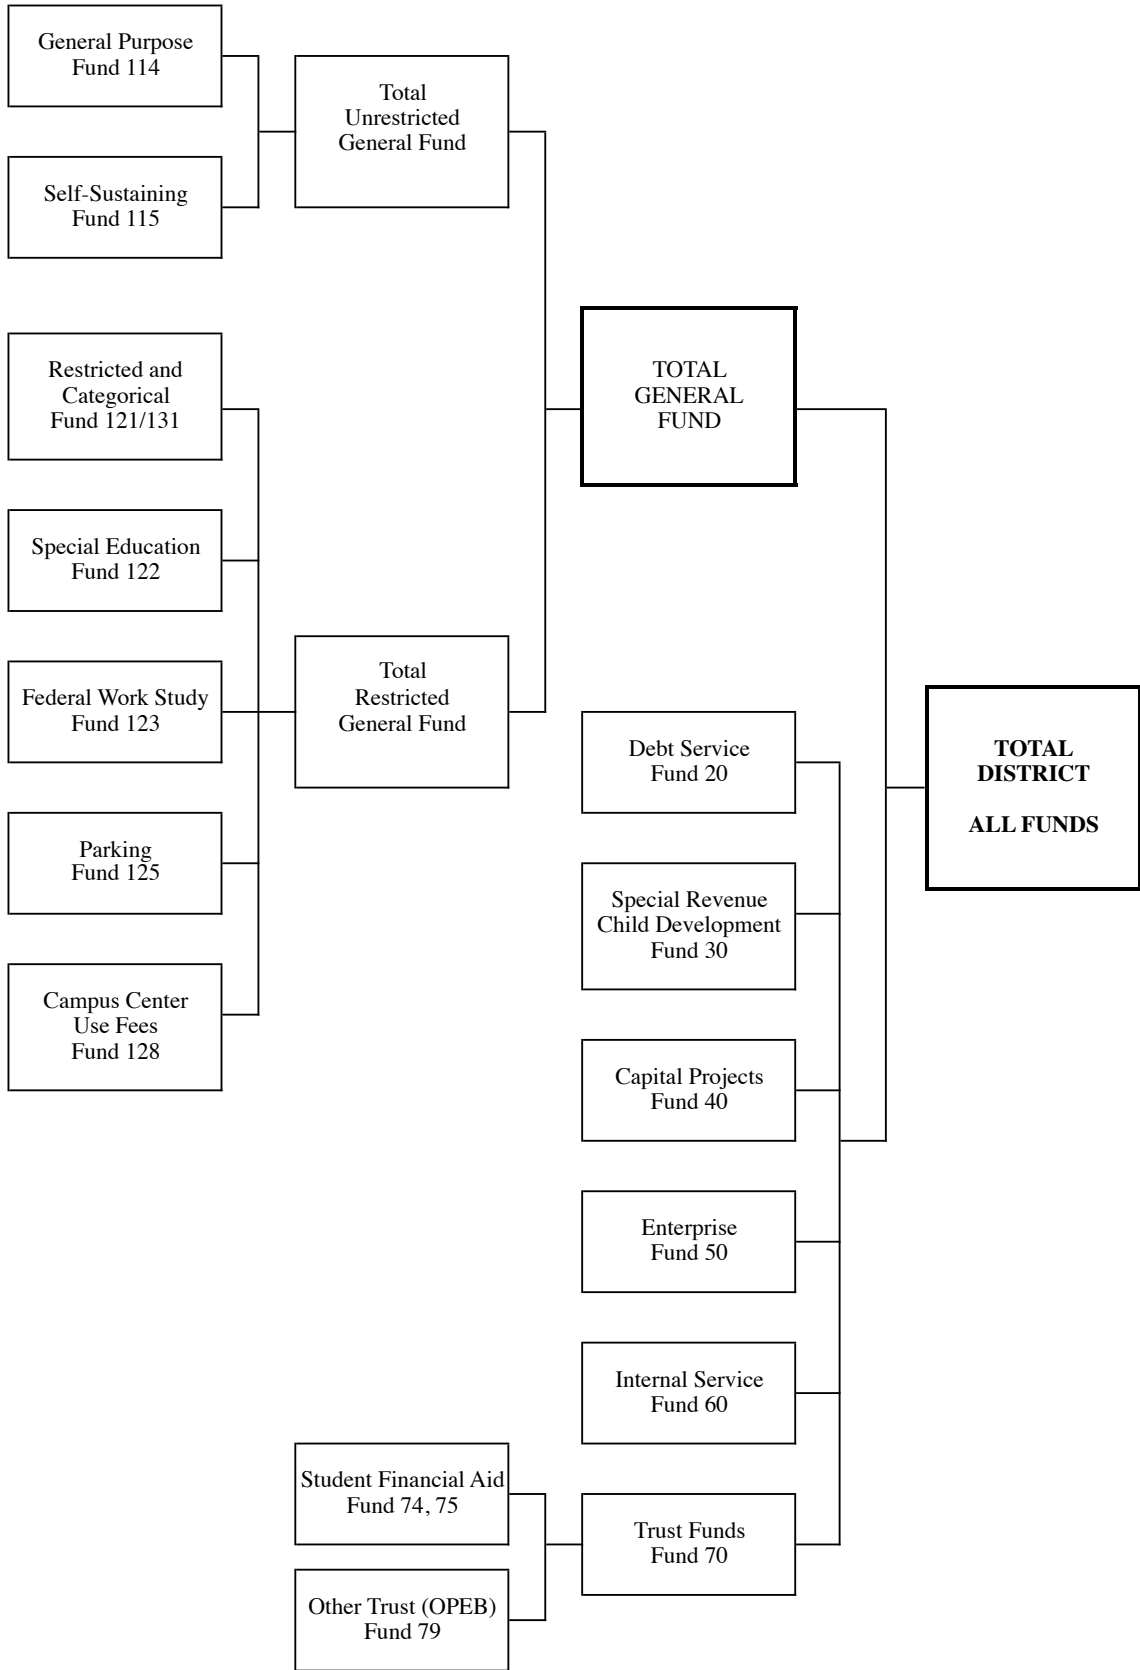 General Purpose
Fund 114
Total
Unrestricted
General Fund
Self-Sustaining
Fund 115
Restricted and
Categorical
Fund 121/131
TOTAL
GENERAL
FUND
Special Education
Fund 122
Federal Work Study
Fund 123
Total
Restricted
General Fund
Debt Service
Fund 20
TOTAL
DISTRICT
ALL FUNDS
Parking
Fund 125
Special Revenue
Child Development
Fund 30
Campus Center
Use Fees
Fund 128
Capital Projects
Fund 40
Enterprise
Fund 50
Internal Service
Fund 60
Student Financial Aid
Fund 74, 75
Trust Funds
Fund 70
Other Trust (OPEB)
Fund 79